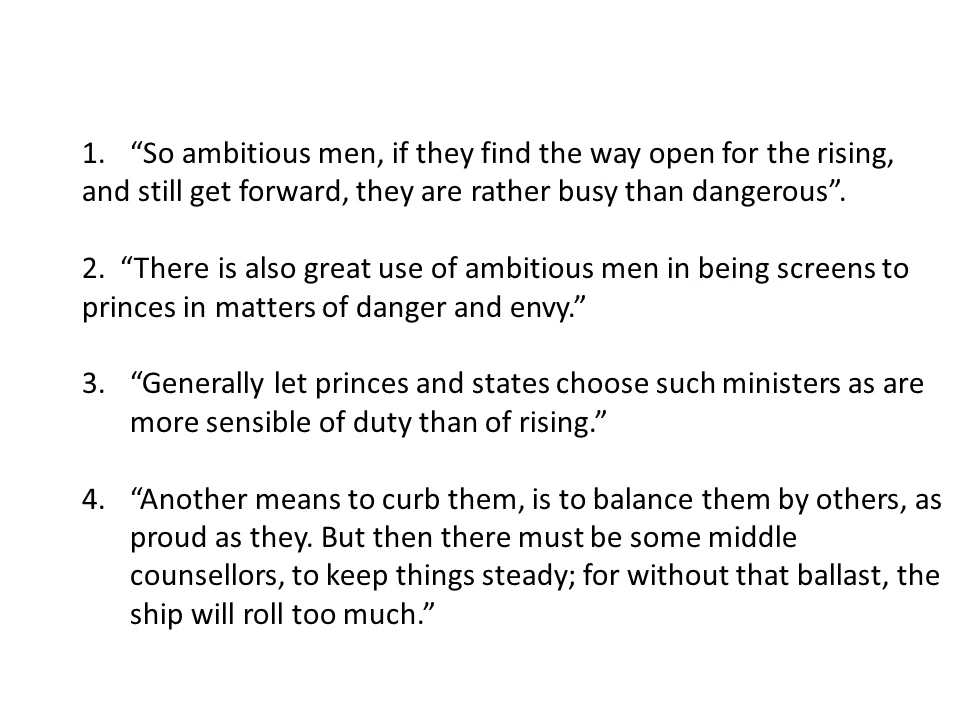 1. “So ambitious men, if they find the way open for the rising,
and still get forward, they are rather busy than dangerous”.
2. “There is also great use of ambitious men in being screens to
princes in matters of danger and envy.”
3. “Generally let princes and states choose such ministers as are
more sensible of duty than of rising.”
4. “Another means to curb them, is to balance them by others, as
proud as they. But then there must be some middle
counsellors, to keep things steady; for without that ballast, the
ship will roll too much.”